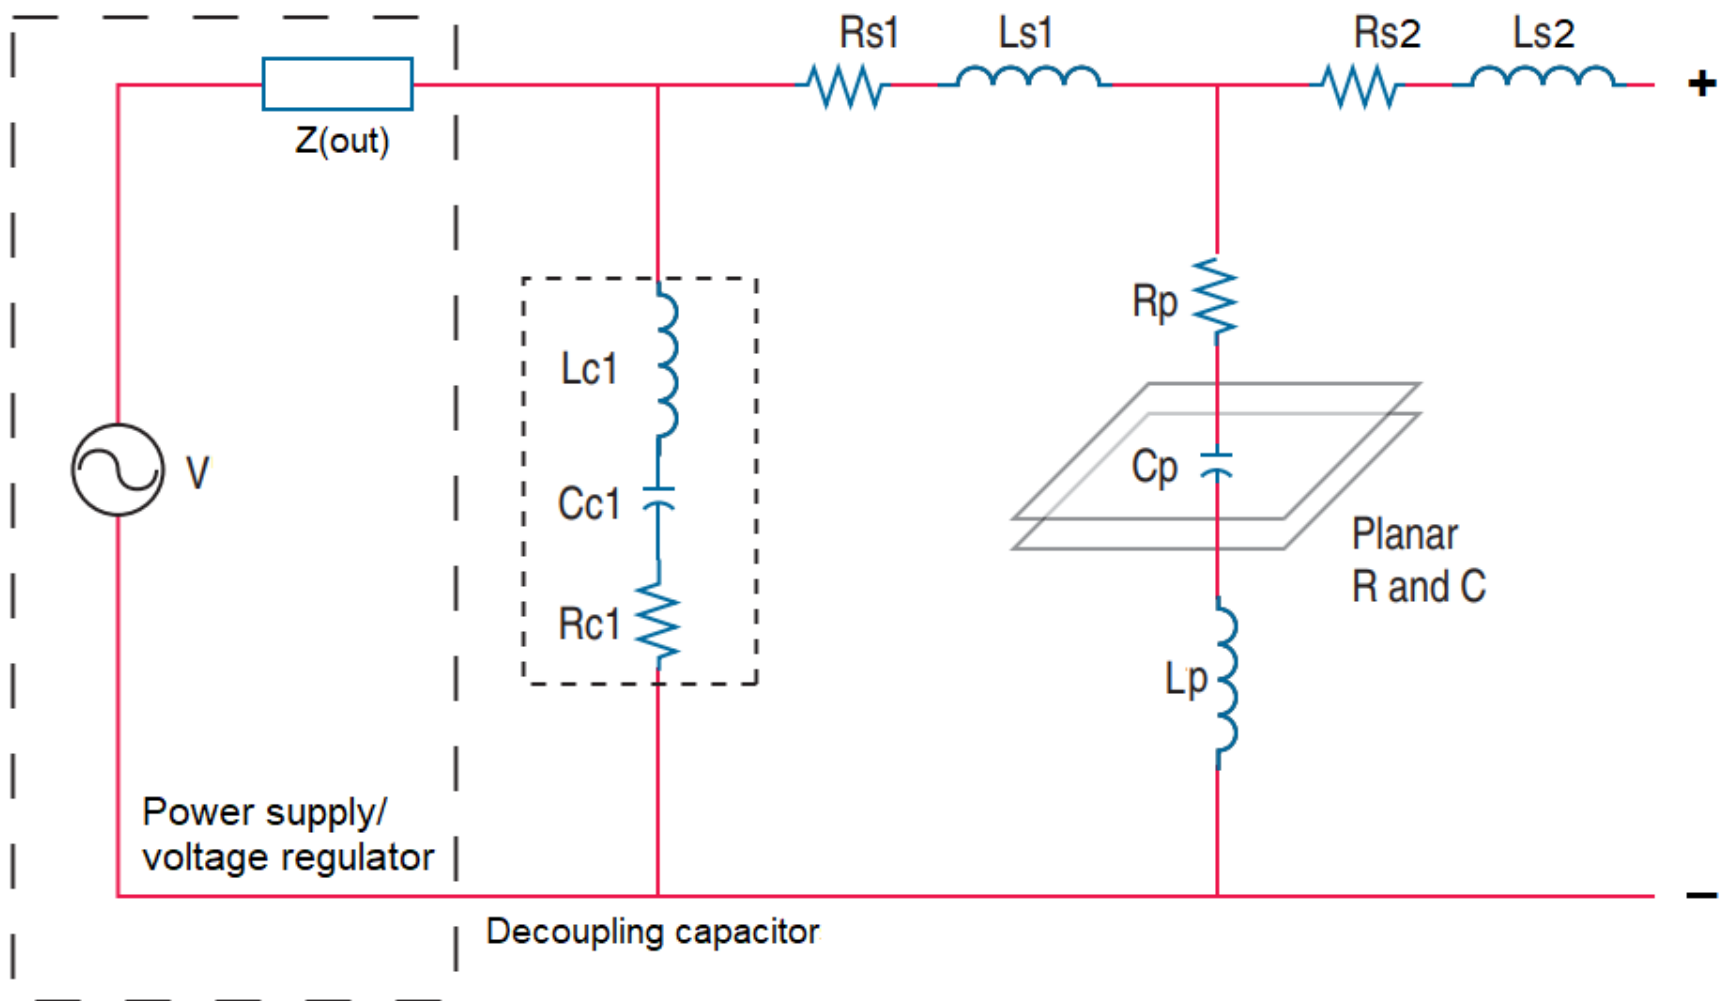 Rs1
Ls1
Rs2
Ls2
+
Z(out)
Rp
Lc1
V
Cp
Cc1
Planar
R and C
Rc1
Lp
Power supply/
voltage regulator
−
Decoupling capacitor